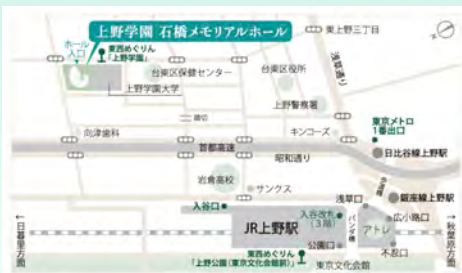 上野学園 石橋メモリアルホール
ホール
入口
東西めぐりん
「上野学園」
東上野三丁目
浅草通り
台東区保健センター
台東区役所
上野学園大学
上野警察署
東京メトロ
1番出口
踏切
向津歯科
キンコーズ
首都高速
昭和通り
日比谷線上野駅
岩倉高校
サンクス
銀座線上野駅
入谷口
浅草口
広小路口
入谷改札
(3階)
JR上野駅
パンダ橋
アトレ
公園口
不忍口
←日暮里方面
→秋葉原方面
東西めぐりん
「上野公園(東京文化会館前)」
東京文化会館